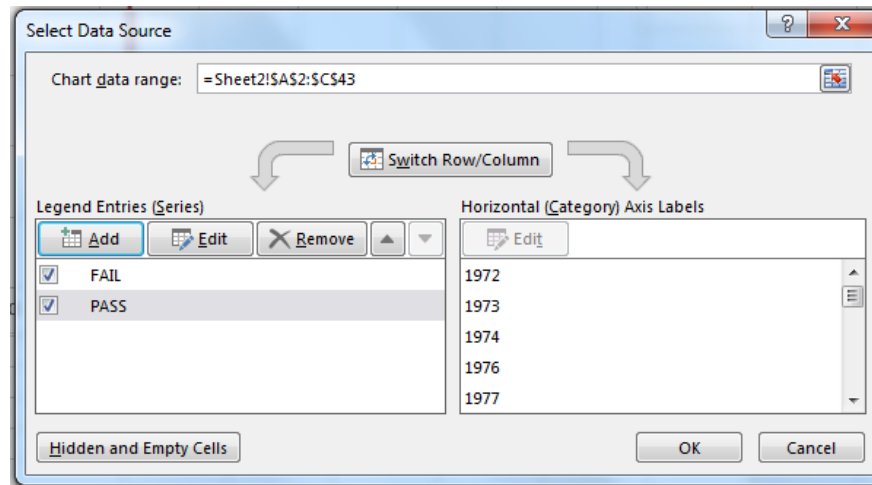 Select Data Source
? X
Chart data range: =Sheet2!$A$2:$C$43
Switch Row/Column
Legend Entries (Series)
Add Edit Remove
FAIL
PASS
Horizontal (Category) Axis Labels
Edit
1972
1973
1974
1976
1977
Hidden and Empty Cells
OK Cancel